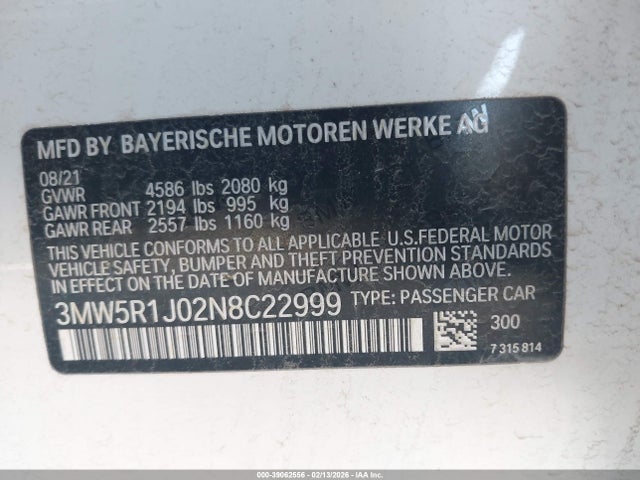 MFD BY BAYERISCHE MOTOREN WERKE AG
08/21
GVWR 4586 lbs 2080 kg
GAWR FRONT 2194 lbs 995 kg
GAWR REAR 2557 lbs 1160 kg
THIS VEHICLE CONFORMS TO ALL APPLICABLE U.S.FEDERAL MOTOR
VEHICLE SAFETY, BUMPER AND THEFT PREVENTION STANDARDS
IN EFFECT ON THE DATE OF MANUFACTURE SHOWN ABOVE.
3MW5R1J02N8C22999 TYPE: PASSENGER CAR
300
7 315 814
000-39062556 - 02/13/2026 - IAAI.COM